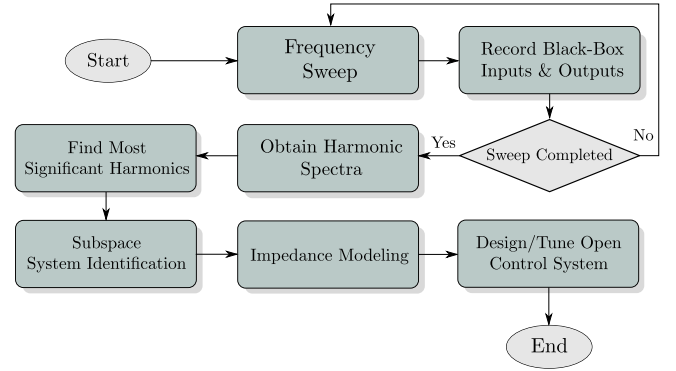 Start
Frequency
Sweep
Record Black-Box
Inputs & Outputs
Sweep Completed
No
Yes
Obtain Harmonic
Spectra
Find Most
Significant Harmonics
Subspace
System Identification
Impedance Modeling
Design/Tune Open
Control System
End